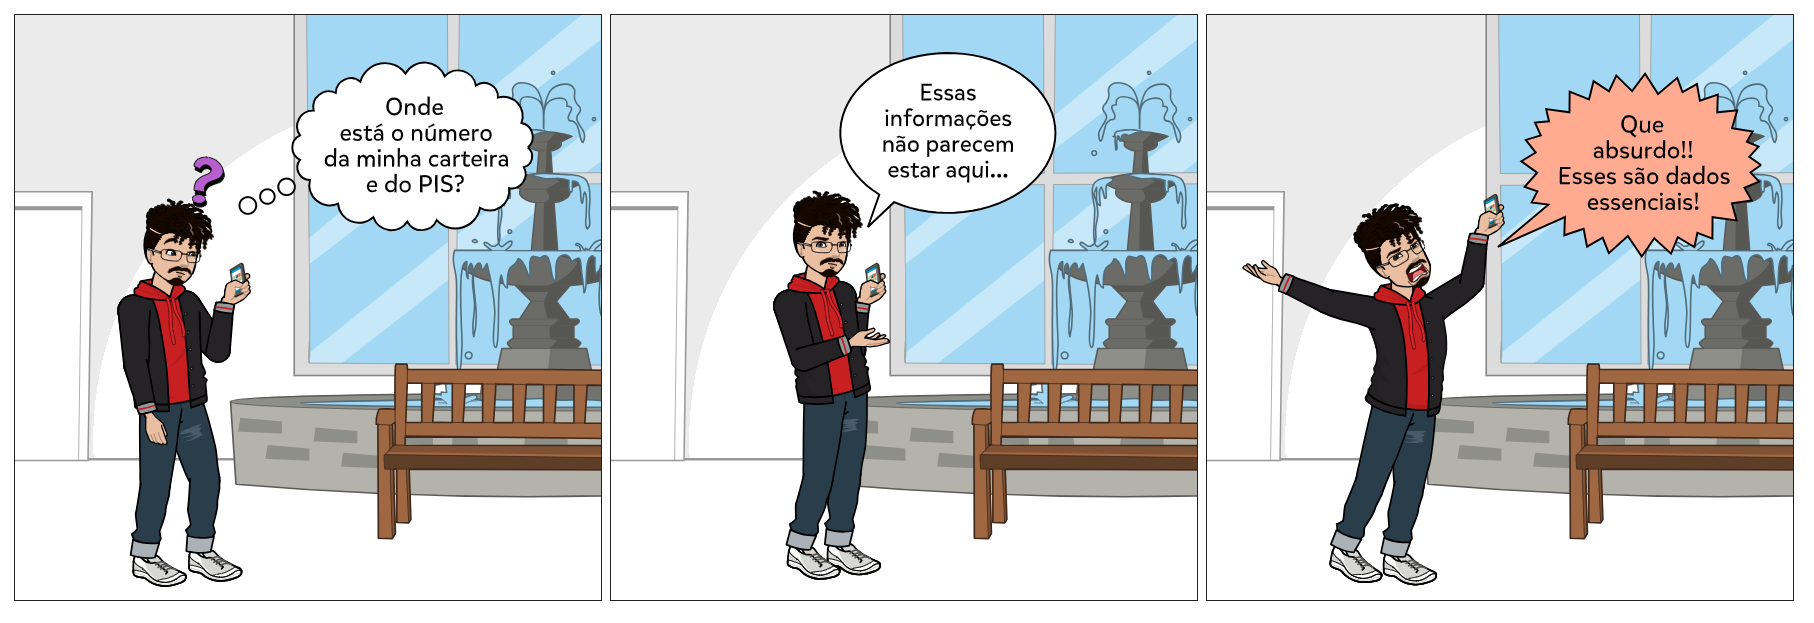 ?
Onde
está o número
da minha carteira
e do PIS?
Essas
informações
não parecem
estar aqui...
Que
absurdo!!
Esses são dados
essenciais!